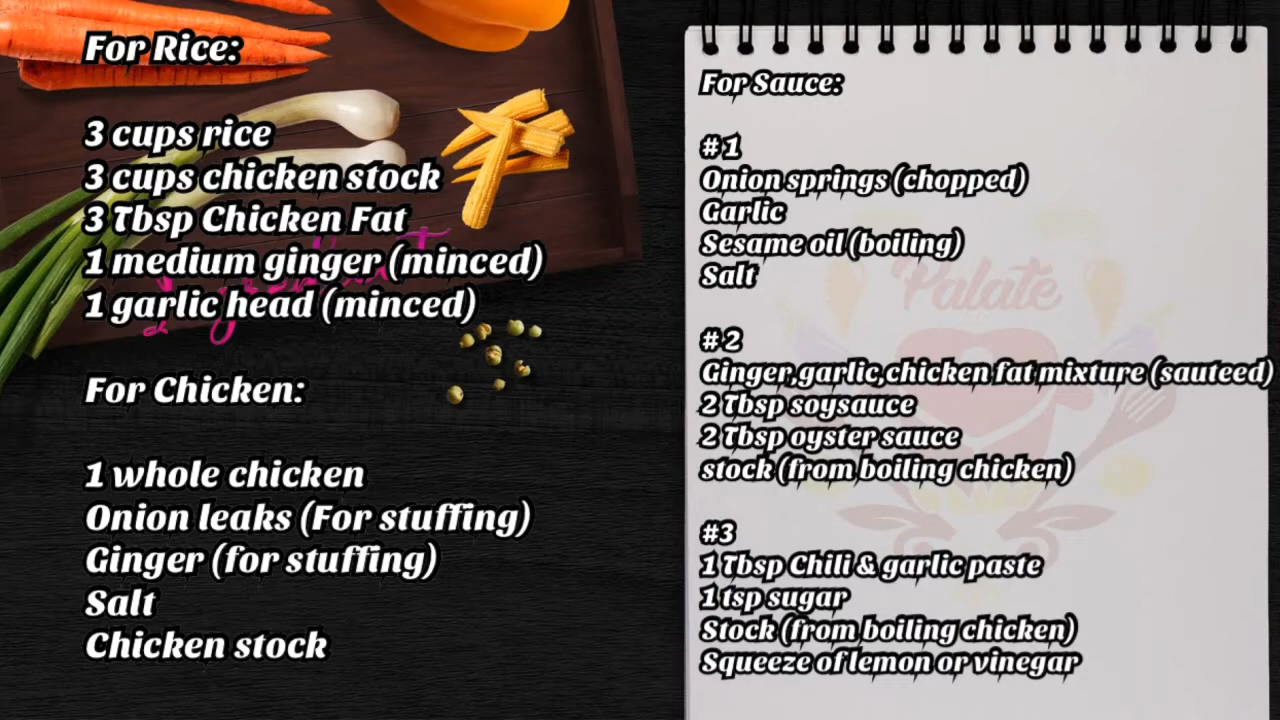 For Rice:
3 cups rice
3 cups chicken stock
3 Tbsp Chicken Fat
1 medium ginger (minced)
1 garlic head (minced)
For Chicken:
1 whole chicken
Onion leaks (For stuffing)
Ginger (for stuffing)
Salt
Chicken stock
For Sauce:
#1
Onion springs (chopped)
Garlic
Sesame oil (boiling)
Salt
Palate
#2
Ginger,garlic,chicken fat mixture (sauteed)
2 Tbsp soysauce
2 Tbsp oyster sauce
stock (from boiling chicken)
#3
1 Tbsp Chili & garlic paste
1 tsp sugar
Stock (from boiling chicken)
Squeeze of lemon or vinegar